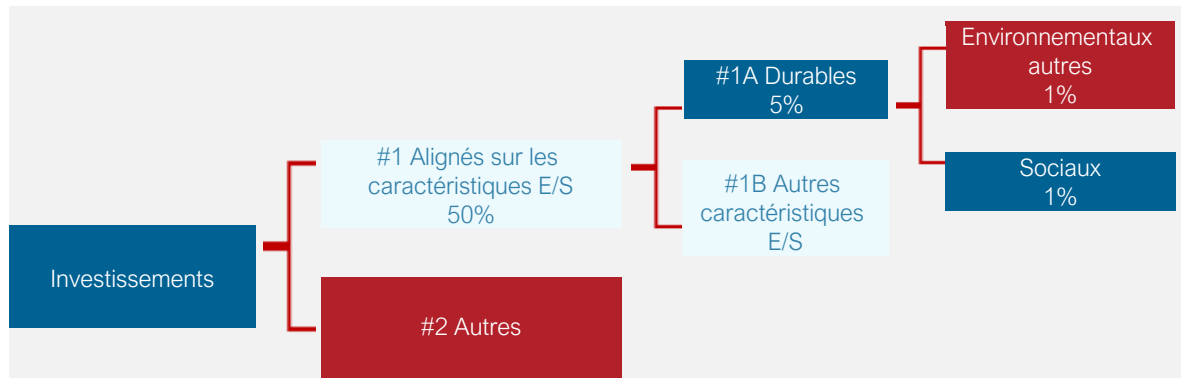 Investissements
#1 Alignés sur les
caractéristiques E/S
50%
#2 Autres
#1A Durables
5%
#1B Autres
caractéristiques
E/S
Environnementaux
autres
1%
Sociaux
1%